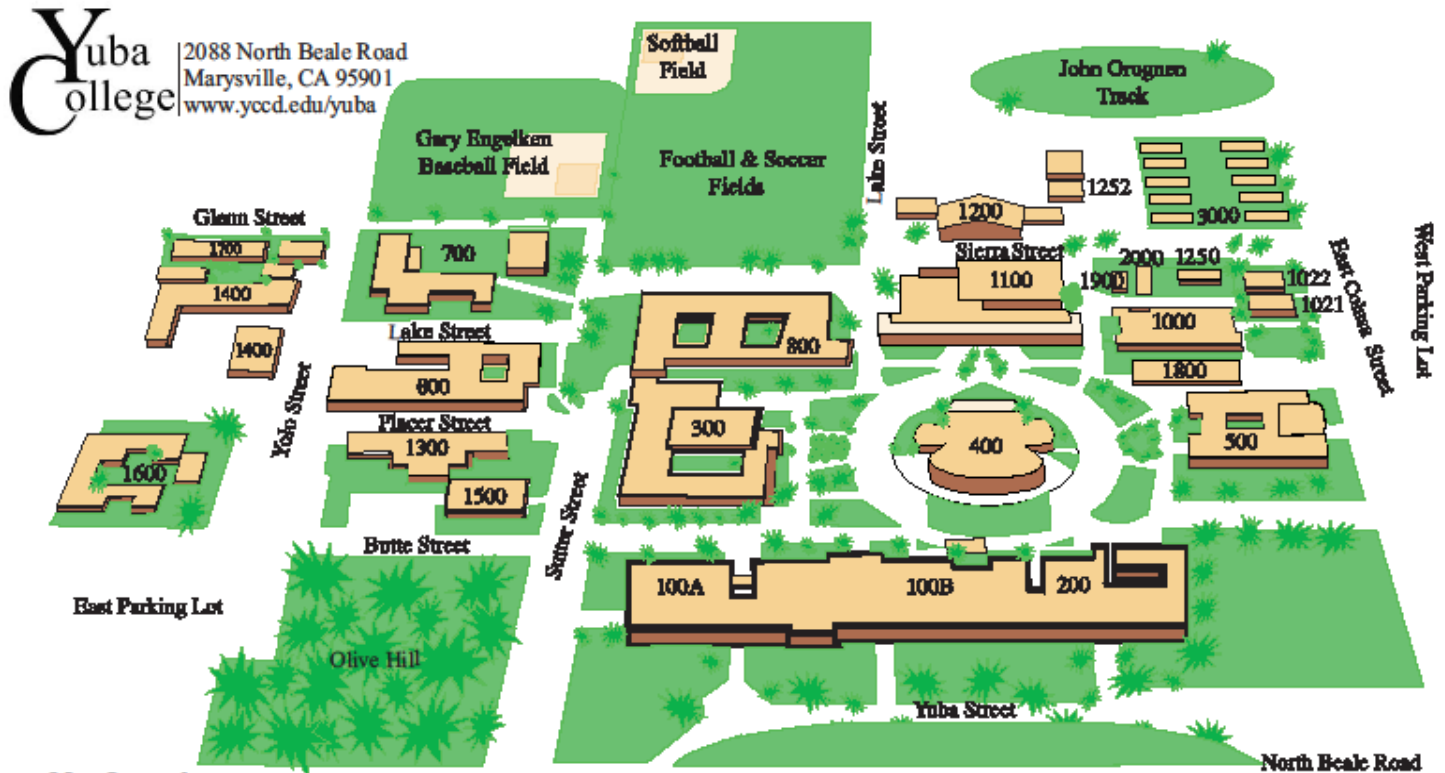 Yuba
College
2088 North Beale Road
Marysville, CA 95901
www.yccd.edu/yuba
Softball
Field
John Orugnen
Track
Gary Engelken
Baseball Field
Football & Soccer
Fields
Lake Street
1252
1200
3000
Glenn Street
1700
700
Sierra Street
1100
2000
1250
1900
1022
1021
East Colusa Street
West Parking Lot
1400
Lake Street
800
1000
1400
600
1800
Yolo Street
Placer Street
1300
300
400
500
1600
1500
Sutter Street
Butte Street
100A
100B
200
East Parking Lot
Olive Hill
Yuba Street
North Beale Road